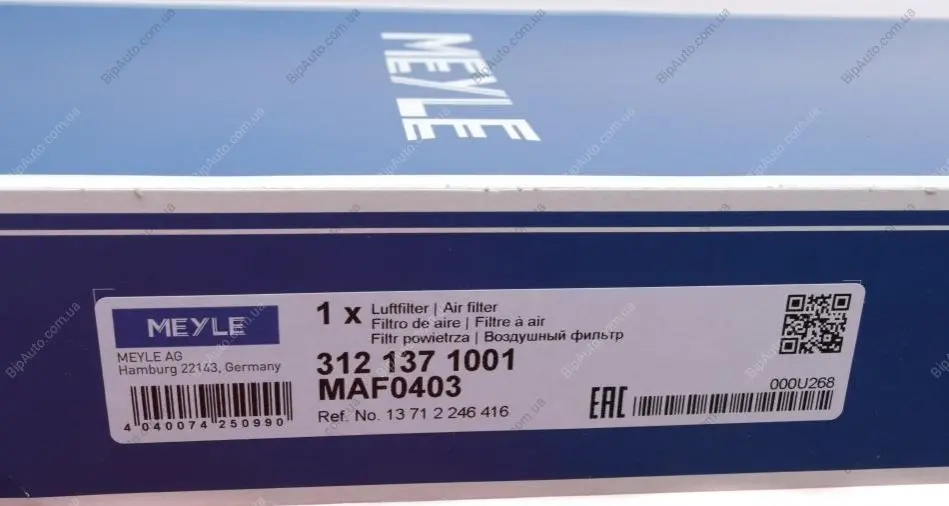 MEYLE
MEYLE
MEYLE AG
Hamburg 22143, Germany
4 040074 250990
1 x
Luftfilter | Air filter
Filtro de aire | Filtre à air
Filtr powietrza | Воздушный фильтр
312 137 1001
MAF0403
Ref. No. 13 71 2 246 416
EAC
000U268
BipAuto.com.ua